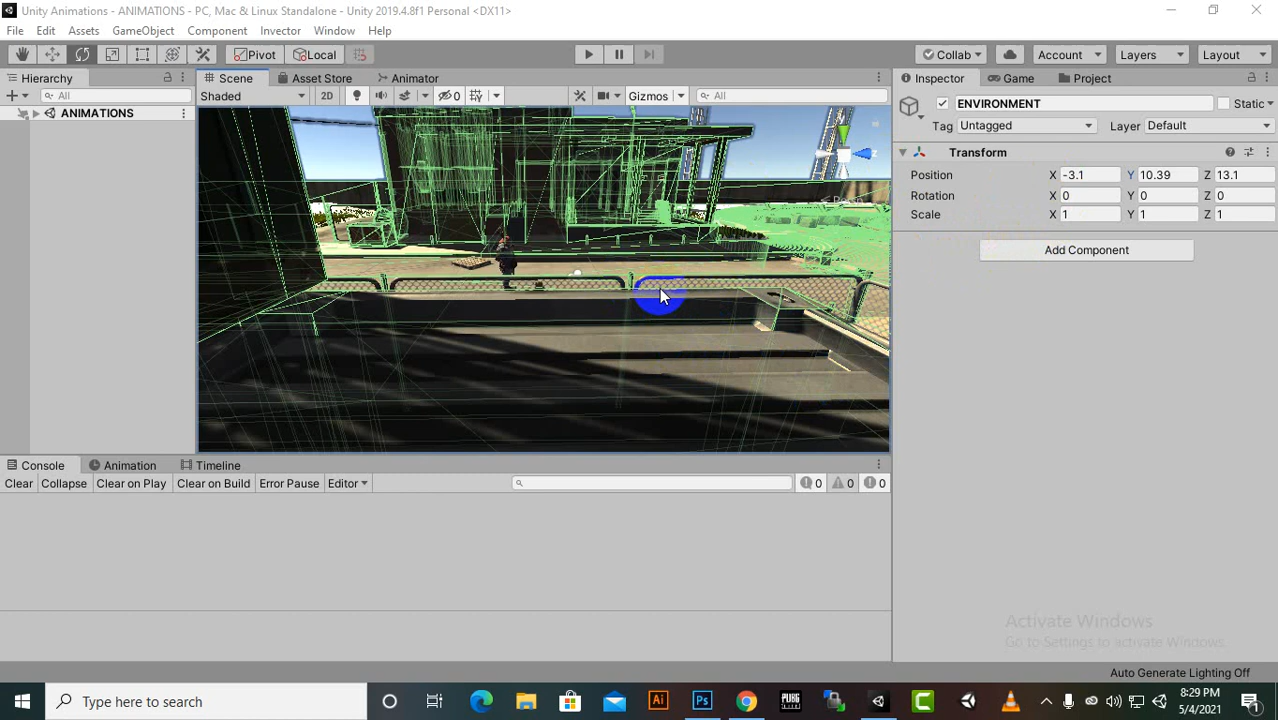 Unity Animations - ANIMATIONS - PC, Mac & Linux Standalone - Unity 2019.4.8f1 Personal <DX11>
File Edit Assets GameObject Component Invector Window Help
Pivot Local Collab Account Layers Layout
Hierarchy Scene Asset Store Animator Inspector Game Project
All Shaded 2D 0 Gizmos All ENVIRONMENT Static
ANIMATIONS
Tag Untagged Layer Default
Transform
Position X -3.1 Y 10.39 Z 13.1
Rotation X 0 Y 0 Z 0
Scale X 1 Y 1 Z 1
Add Component
Console Animation Timeline
Clear Collapse Clear on Play Clear on Build Error Pause Editor 0 0 0
Activate Windows
Go to Settings to activate Windows.
Auto Generate Lighting Off
Type here to search
Ai Ps PUBG
8:29 PM
5/4/2021
1